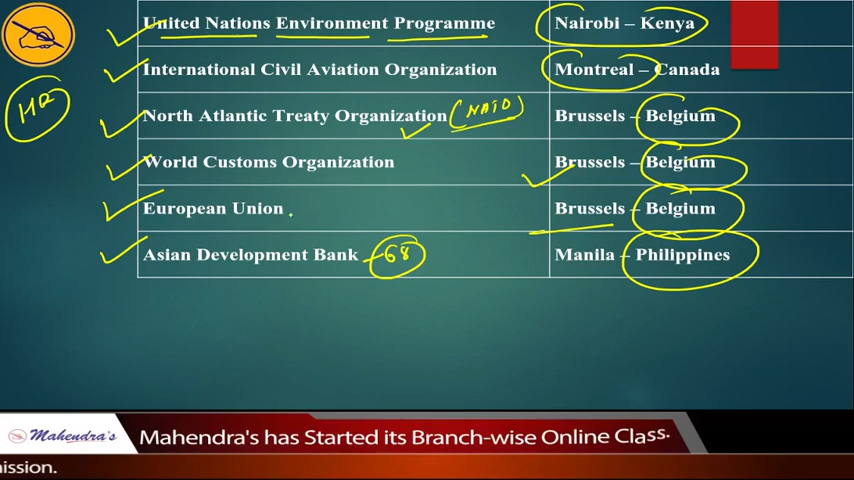 United Nations Environment Programme Nairobi – Kenya
International Civil Aviation Organization Montreal – Canada
HQ
North Atlantic Treaty Organization (NATO) Brussels – Belgium
World Customs Organization Brussels – Belgium
European Union Brussels – Belgium
Asian Development Bank – 68 Manila – Philippines
Mahendra's
Mahendra's has Started its Branch-wise Online Class.
ission.